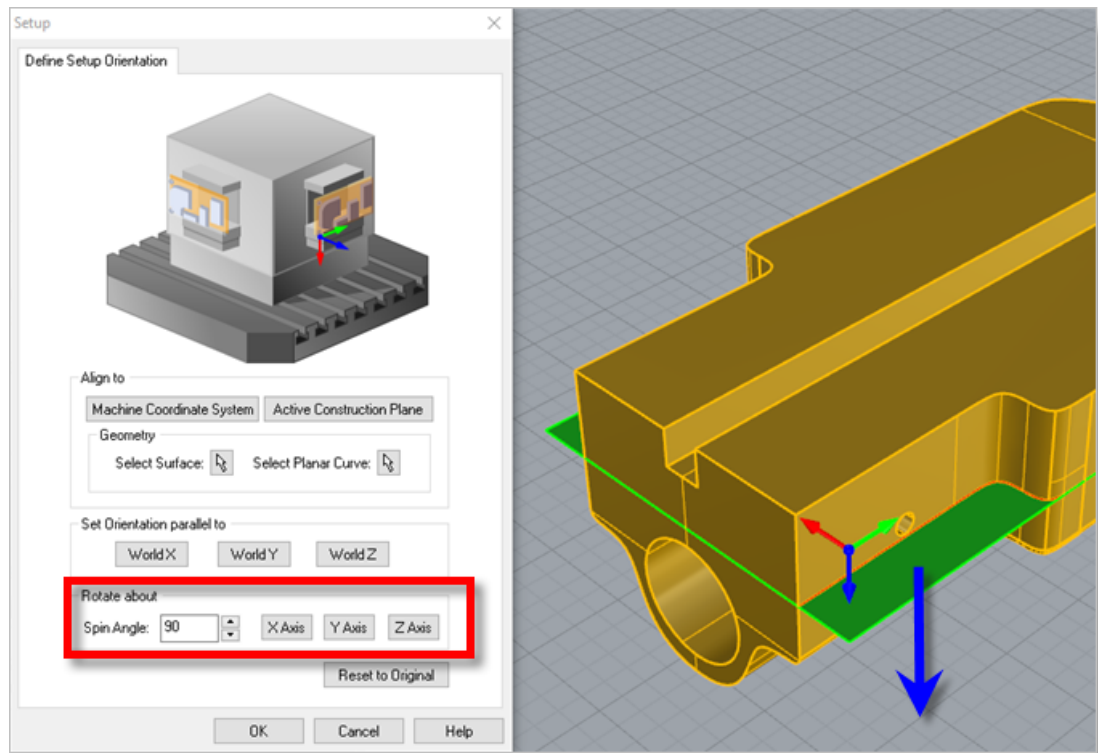 Setup
Define Setup Orientation
Align to
Machine Coordinate System Active Construction Plane
Geometry
Select Surface: Select Planar Curve:
Set Orientation parallel to
World X World Y World Z
Rotate about
Spin Angle: 90 X Axis Y Axis Z Axis
Reset to Original
OK Cancel Help